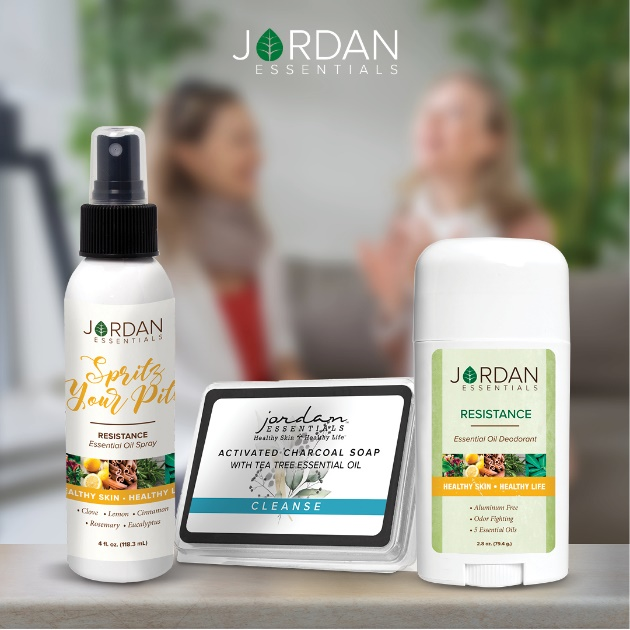 JORDAN
ESSENTIALS
JORDAN
ESSENTIALS
Spritz
Your Pits
RESISTANCE
Essential Oil Spray
HEALTHY SKIN • HEALTHY L
• Clove • Lemon • Cinnamon
• Rosemary • Eucalyptus
4 fl. oz. (118.3 mL)
jordan
ESSENTIALS
Healthy Skin Healthy Life
ACTIVATED CHARCOAL SOAP
WITH TEA TREE ESSENTIAL OIL
CLEANSE
JORDAN
ESSENTIALS
RESISTANCE
Essential Oil Deodorant
HEALTHY SKIN • HEALTHY LIFE
• Aluminum Free
• Odor Fighting
• 5 Essential Oils
2.8 oz. (79.4 g.)